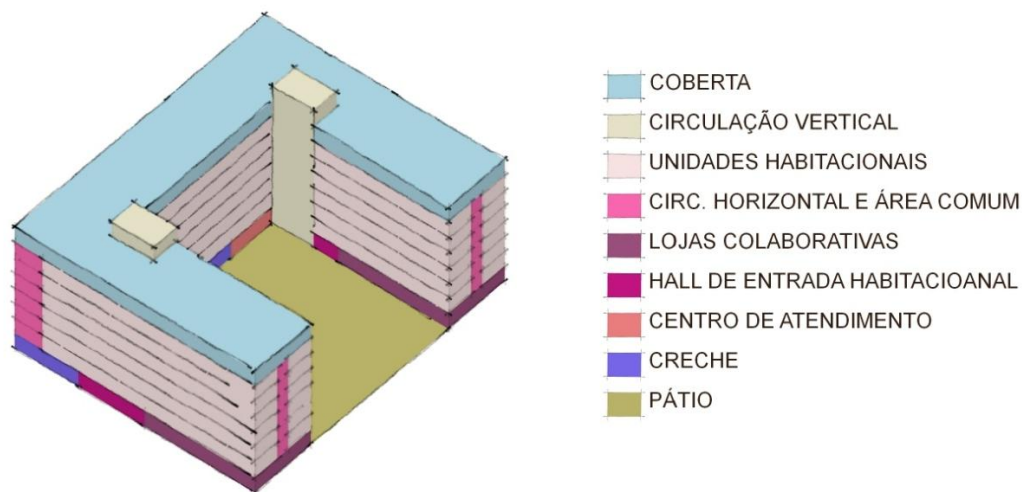 COBERTA
CIRCULAÇÃO VERTICAL
UNIDADES HABITACIONAIS
CIRC. HORIZONTAL E ÁREA COMUM
LOJAS COLABORATIVAS
HALL DE ENTRADA HABITACIOANAL
CENTRO DE ATENDIMENTO
CRECHE
PÁTIO